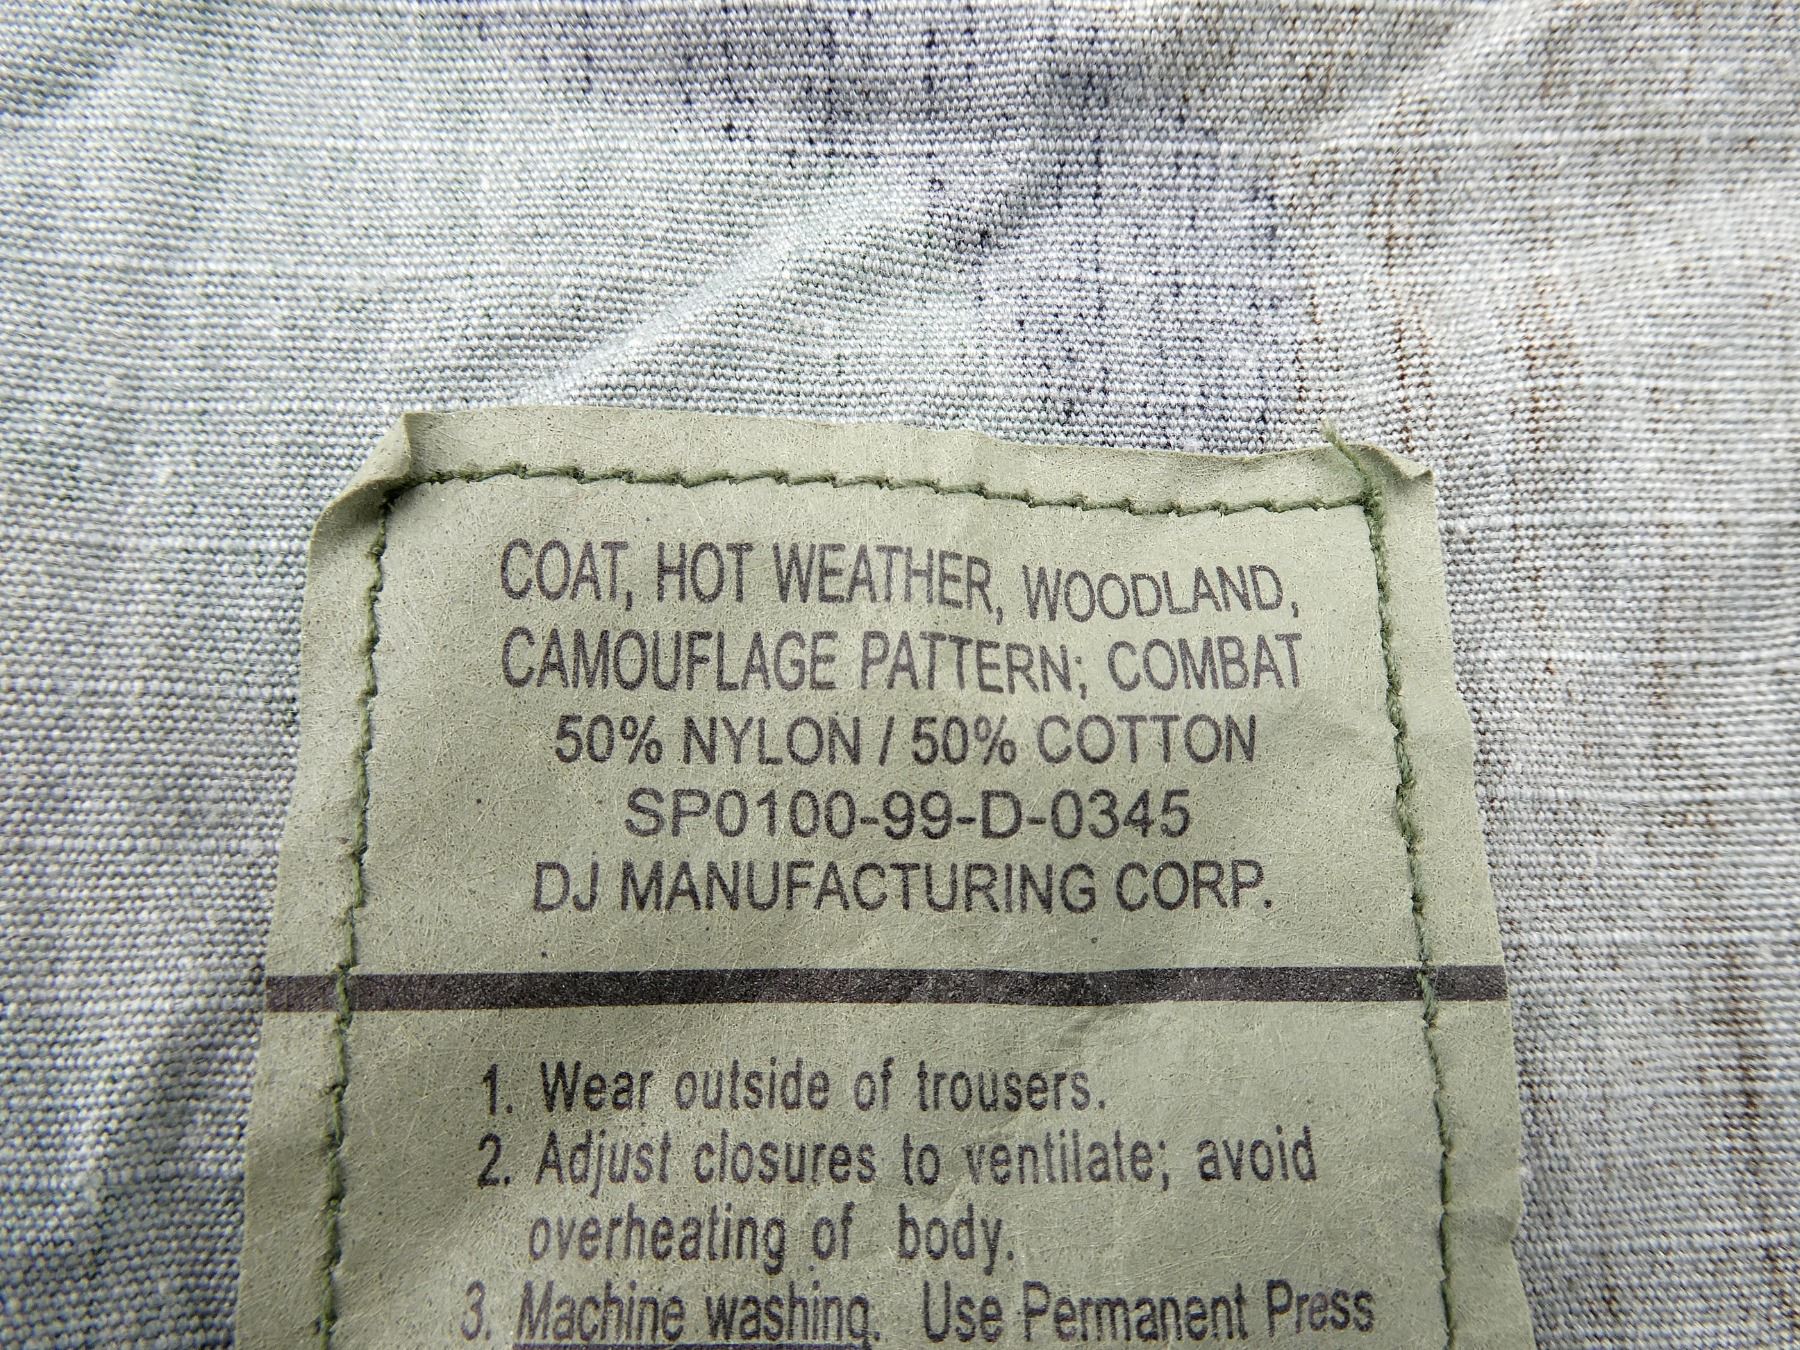 COAT, HOT WEATHER, WOODLAND,
CAMOUFLAGE PATTERN; COMBAT
50% NYLON / 50% COTTON
SP0100-99-D-0345
DJ MANUFACTURING CORP.
1. Wear outside of trousers.
2. Adjust closures to ventilate; avoid
overheating of body.
3. Machine washing. Use Permanent Press